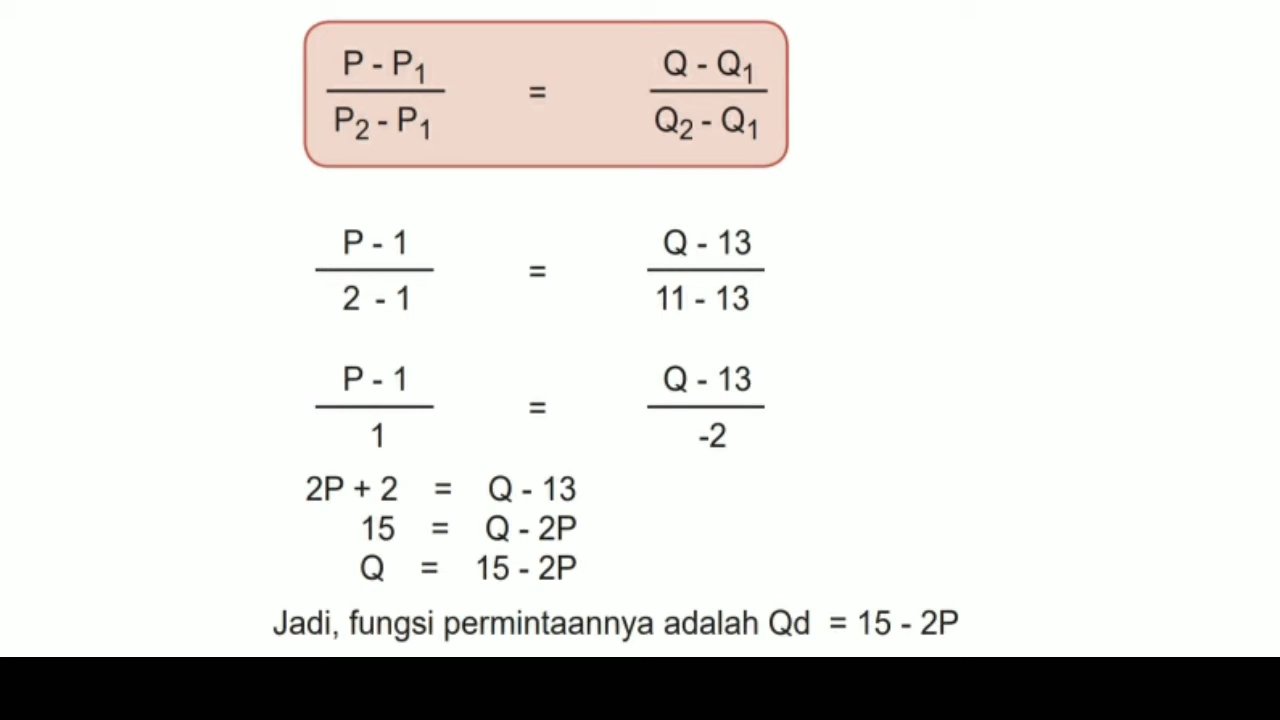 P - P1 = Q - Q1
P2 - P1 Q2 - Q1
P - 1 = Q - 13
2 - 1 11 - 13
P - 1 = Q - 13
1 -2
2P + 2 = Q - 13
15 = Q - 2P
Q = 15 - 2P
Jadi, fungsi permintaannya adalah Qd = 15 - 2P